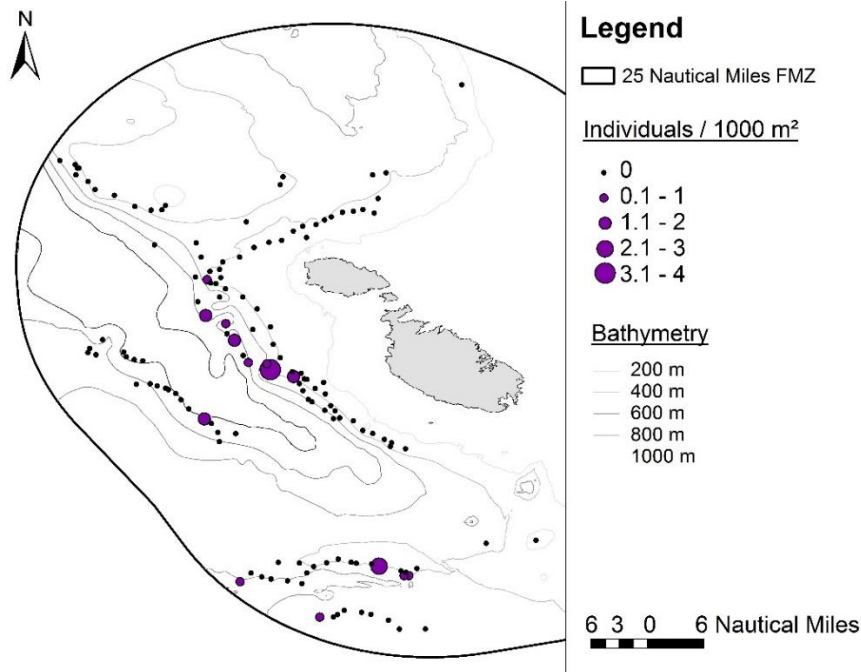 N
Legend
25 Nautical Miles FMZ
Individuals / 1000 m²
0
0.1 - 1
1.1 - 2
2.1 - 3
3.1 - 4
Bathymetry
200 m
400 m
600 m
800 m
1000 m
6 3 0 6 Nautical Miles